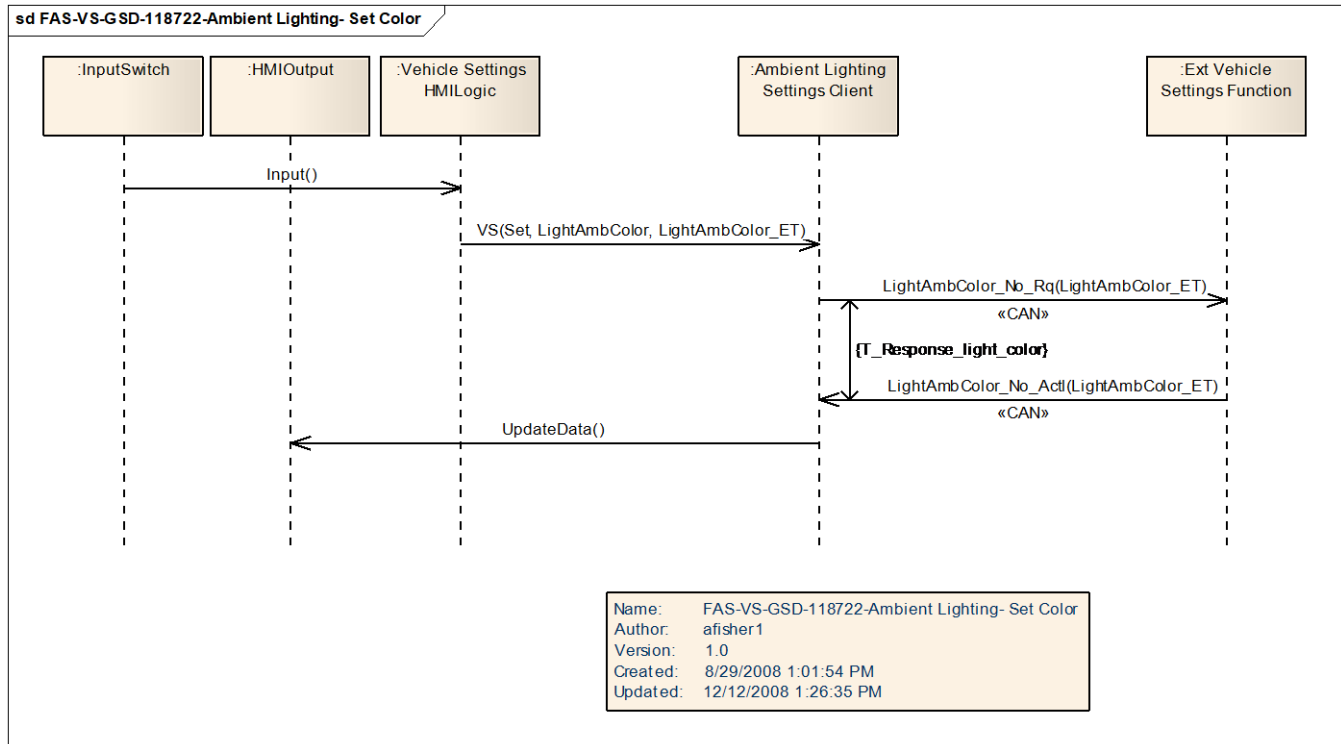 sd FAS-VS-GSD-118722-Ambient Lighting- Set Color
:InputSwitch
:HMIOutput
:Vehicle Settings
HMILogic
:Ambient Lighting
Settings Client
:Ext Vehicle
Settings Function
Input()
VS(Set, LightAmbColor, LightAmbColor_ET)
LightAmbColor_No_Rq(LightAmbColor_ET)
«CAN»
{T_Response_light_color}
LightAmbColor_No_Actl(LightAmbColor_ET)
«CAN»
UpdateData()
Name: FAS-VS-GSD-118722-Ambient Lighting- Set Color
Author: afisher1
Version: 1.0
Created: 8/29/2008 1:01:54 PM
Updated: 12/12/2008 1:26:35 PM